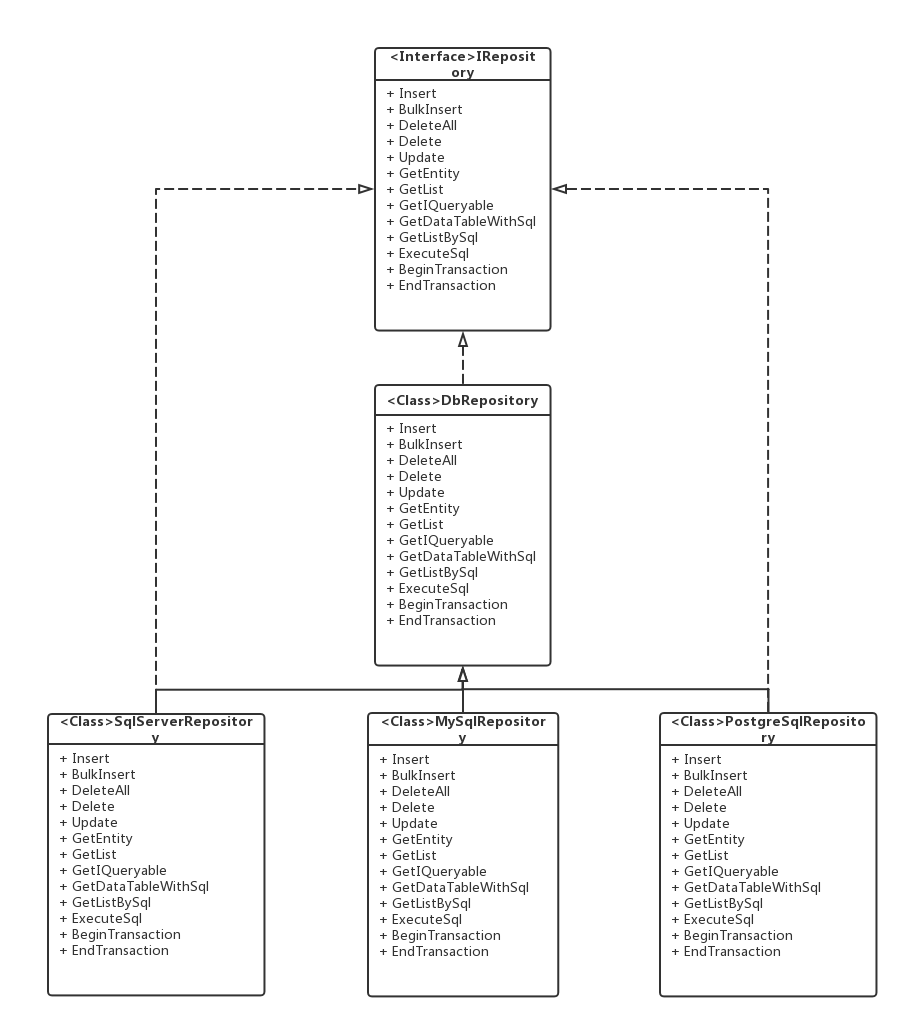 <Interface>IReposit
ory
+ Insert
+ BulkInsert
+ DeleteAll
+ Delete
+ Update
+ GetEntity
+ GetList
+ GetIQueryable
+ GetDataTableWithSql
+ GetListBySql
+ ExecuteSql
+ BeginTransaction
+ EndTransaction
<Class>DbRepository
+ Insert
+ BulkInsert
+ DeleteAll
+ Delete
+ Update
+ GetEntity
+ GetList
+ GetIQueryable
+ GetDataTableWithSql
+ GetListBySql
+ ExecuteSql
+ BeginTransaction
+ EndTransaction
<Class>SqlServerRepositor
y
+ Insert
+ BulkInsert
+ DeleteAll
+ Delete
+ Update
+ GetEntity
+ GetList
+ GetIQueryable
+ GetDataTableWithSql
+ GetListBySql
+ ExecuteSql
+ BeginTransaction
+ EndTransaction
<Class>MySqlRepositor
y
+ Insert
+ BulkInsert
+ DeleteAll
+ Delete
+ Update
+ GetEntity
+ GetList
+ GetIQueryable
+ GetDataTableWithSql
+ GetListBySql
+ ExecuteSql
+ BeginTransaction
+ EndTransaction
<Class>PostgreSqlReposito
ry
+ Insert
+ BulkInsert
+ DeleteAll
+ Delete
+ Update
+ GetEntity
+ GetList
+ GetIQueryable
+ GetDataTableWithSql
+ GetListBySql
+ ExecuteSql
+ BeginTransaction
+ EndTransaction